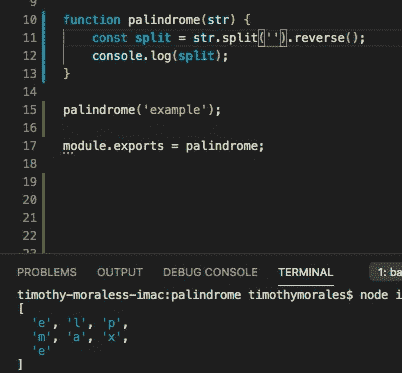 9
10 function palindrome(str) {
11 const split = str.split('').reverse();
12 console.log(split);
13 }
14
15 palindrome('example');
16
17 module.exports = palindrome;
18
19
20
21
22
23
PROBLEMS OUTPUT DEBUG CONSOLE TERMINAL 1: ba
timothy-moraless-imac:palindrome timothymorales$ node i
[
'e', 'l', 'p',
'm', 'a', 'x',
'e'
]